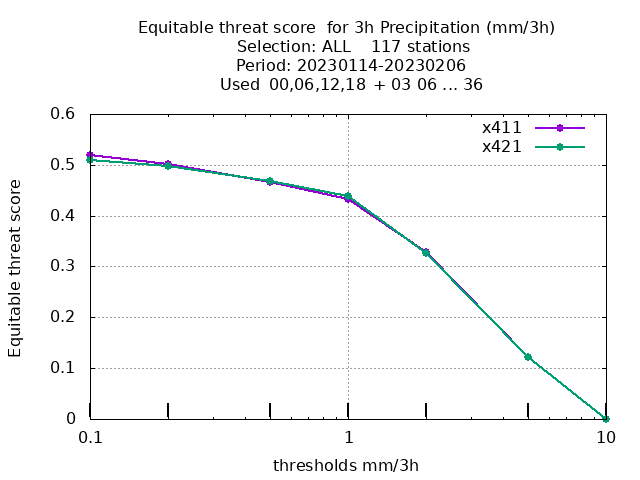 Equitable threat score  for 3h Precipitation (mm/3h)
Selection: ALL    117 stations
Period: 20230114-20230206
Used  00,06,12,18  + 03 06 ... 36
x411
x421
0.6
0.5
0.4
0.3
0.2
0.1
0
Equitable threat score
0.1 1 10
thresholds mm/3h